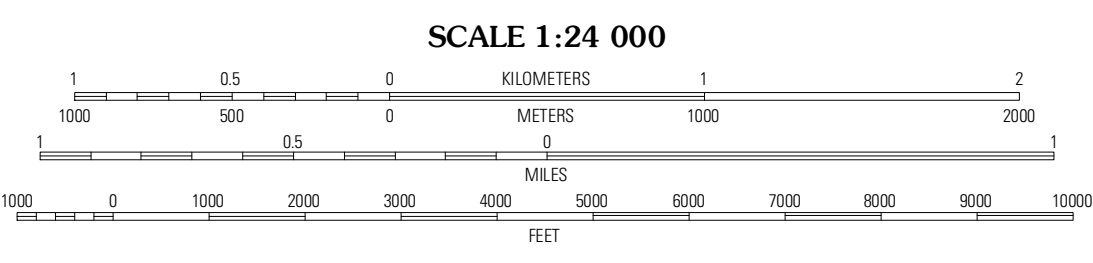 SCALE 1:24 000
1 0.5 0 KILOMETERS 1 2
1000 500 0 METERS 1000 2000
1 0.5 0 1
MILES
1000 0 1000 2000 3000 4000 5000 6000 7000 8000 9000 10000
FEET